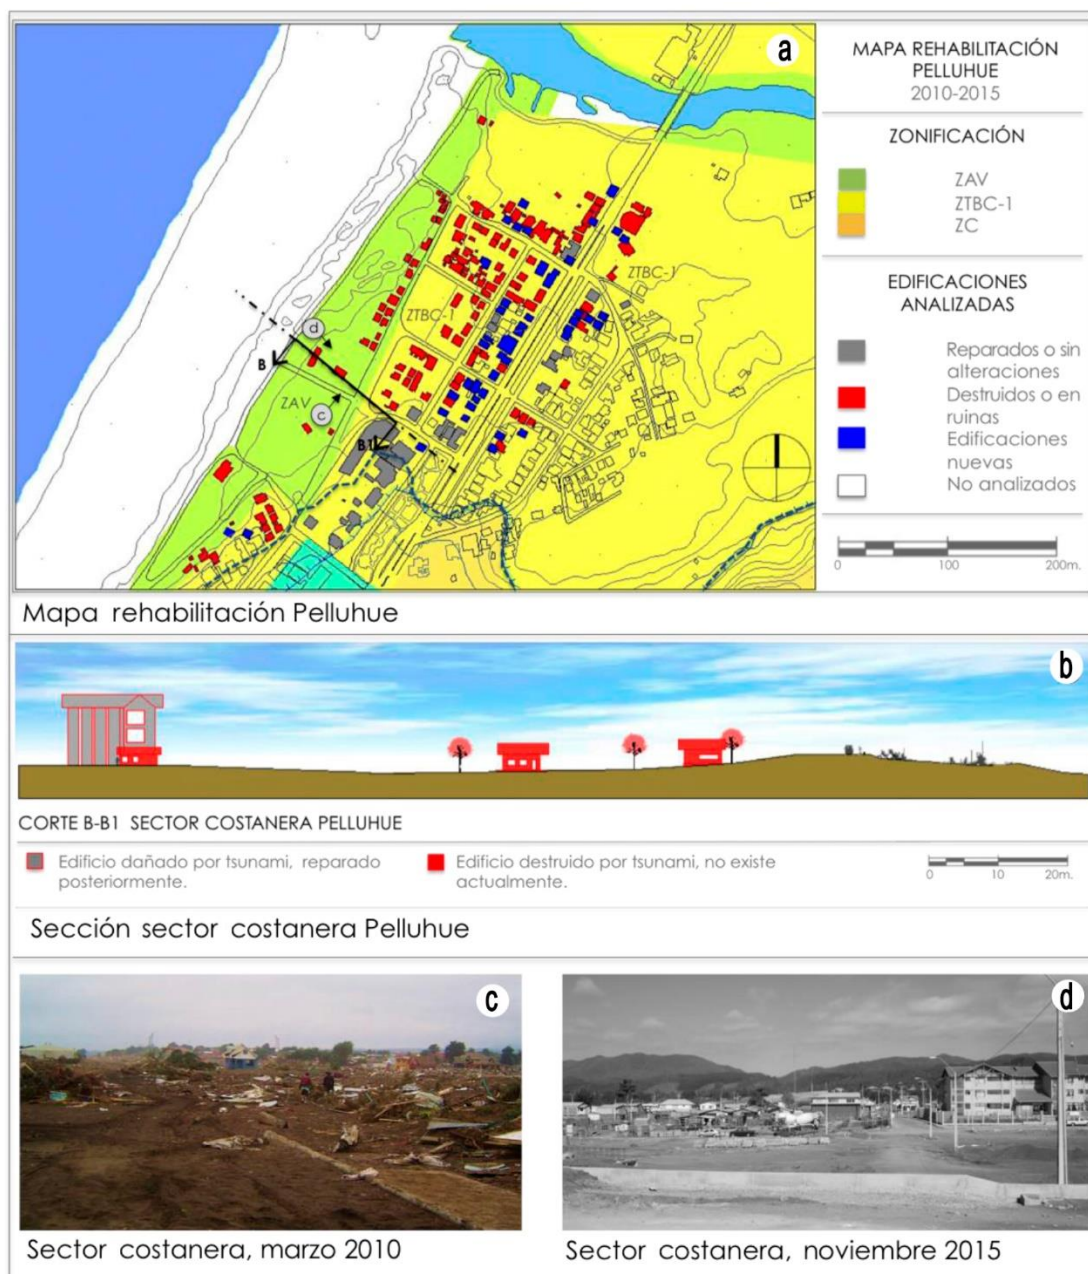 a
MAPA REHABILITACIÓN
PELLUHUE
2010-2015
ZONIFICACIÓN
ZAV
ZTBC-1
ZC
EDIFICACIONES
ANALIZADAS
Reparados o sin
alteraciones
Destruidos o en
ruinas
Edificaciones
nuevas
No analizados
0 100 200m.
ZTBC-1
ZTBC-1
d
B
ZAV
c
B1
Mapa rehabilitación Pelluhue
b
CORTE B-B1 SECTOR COSTANERA PELLUHUE
Edificio dañado por tsunami, reparado
posteriormente.
Edificio destruido por tsunami, no existe
actualmente.
0 10 20m.
Sección sector costanera Pelluhue
c
d
Sector costanera, marzo 2010
Sector costanera, noviembre 2015